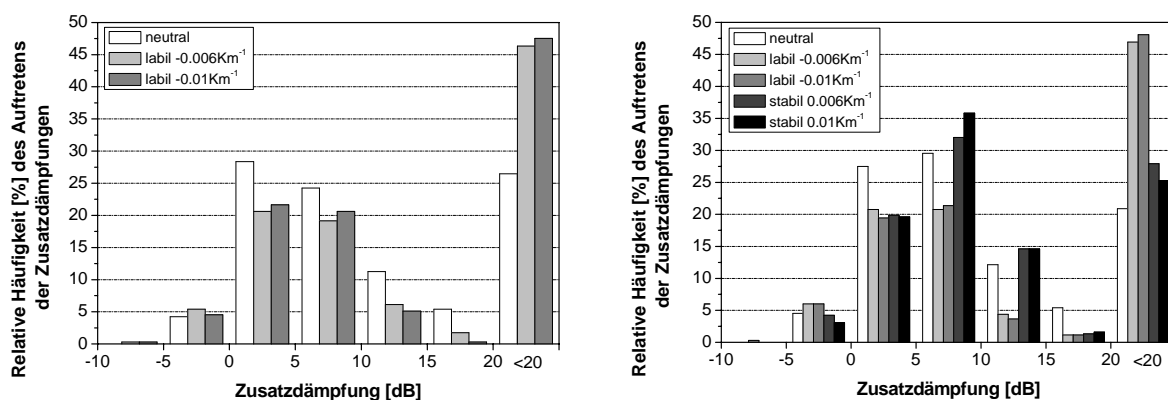 Relative Häufigkeit [%] des Auftretens
der Zusatzdämpfungen
50
45
40
35
30
25
20
15
10
5
0
neutral
labil -0.006Km⁻¹
labil -0.01Km⁻¹
-10 -5 0 5 10 15 20 <20
Zusatzdämpfung [dB]
Relative Häufigkeit [%] des Auftretens
der Zusatzdämpfungen
50
45
40
35
30
25
20
15
10
5
0
neutral
labil -0.006Km⁻¹
labil -0.01Km⁻¹
stabil 0.006Km⁻¹
stabil 0.01Km⁻¹
-10 -5 0 5 10 15 20 <20
Zusatzdämpfung [dB]